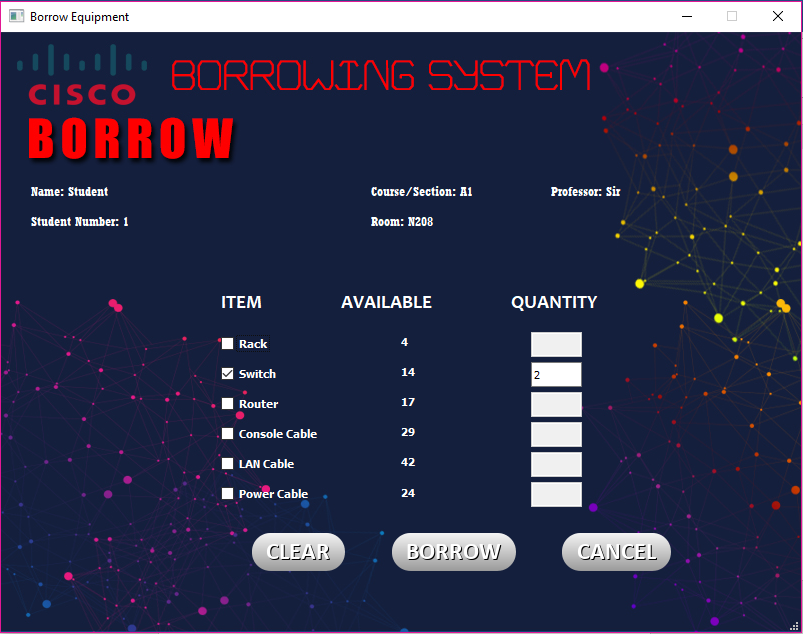 Borrow Equipment
BORROWING SYSTEM
CISCO
BORROW
Name: Student Course/Section: A1 Professor: Sir
Student Number: 1 Room: N208
ITEM AVAILABLE QUANTITY
Rack 4
Switch 14 2
Router 17
Console Cable 29
LAN Cable 42
Power Cable 24
CLEAR BORROW CANCEL